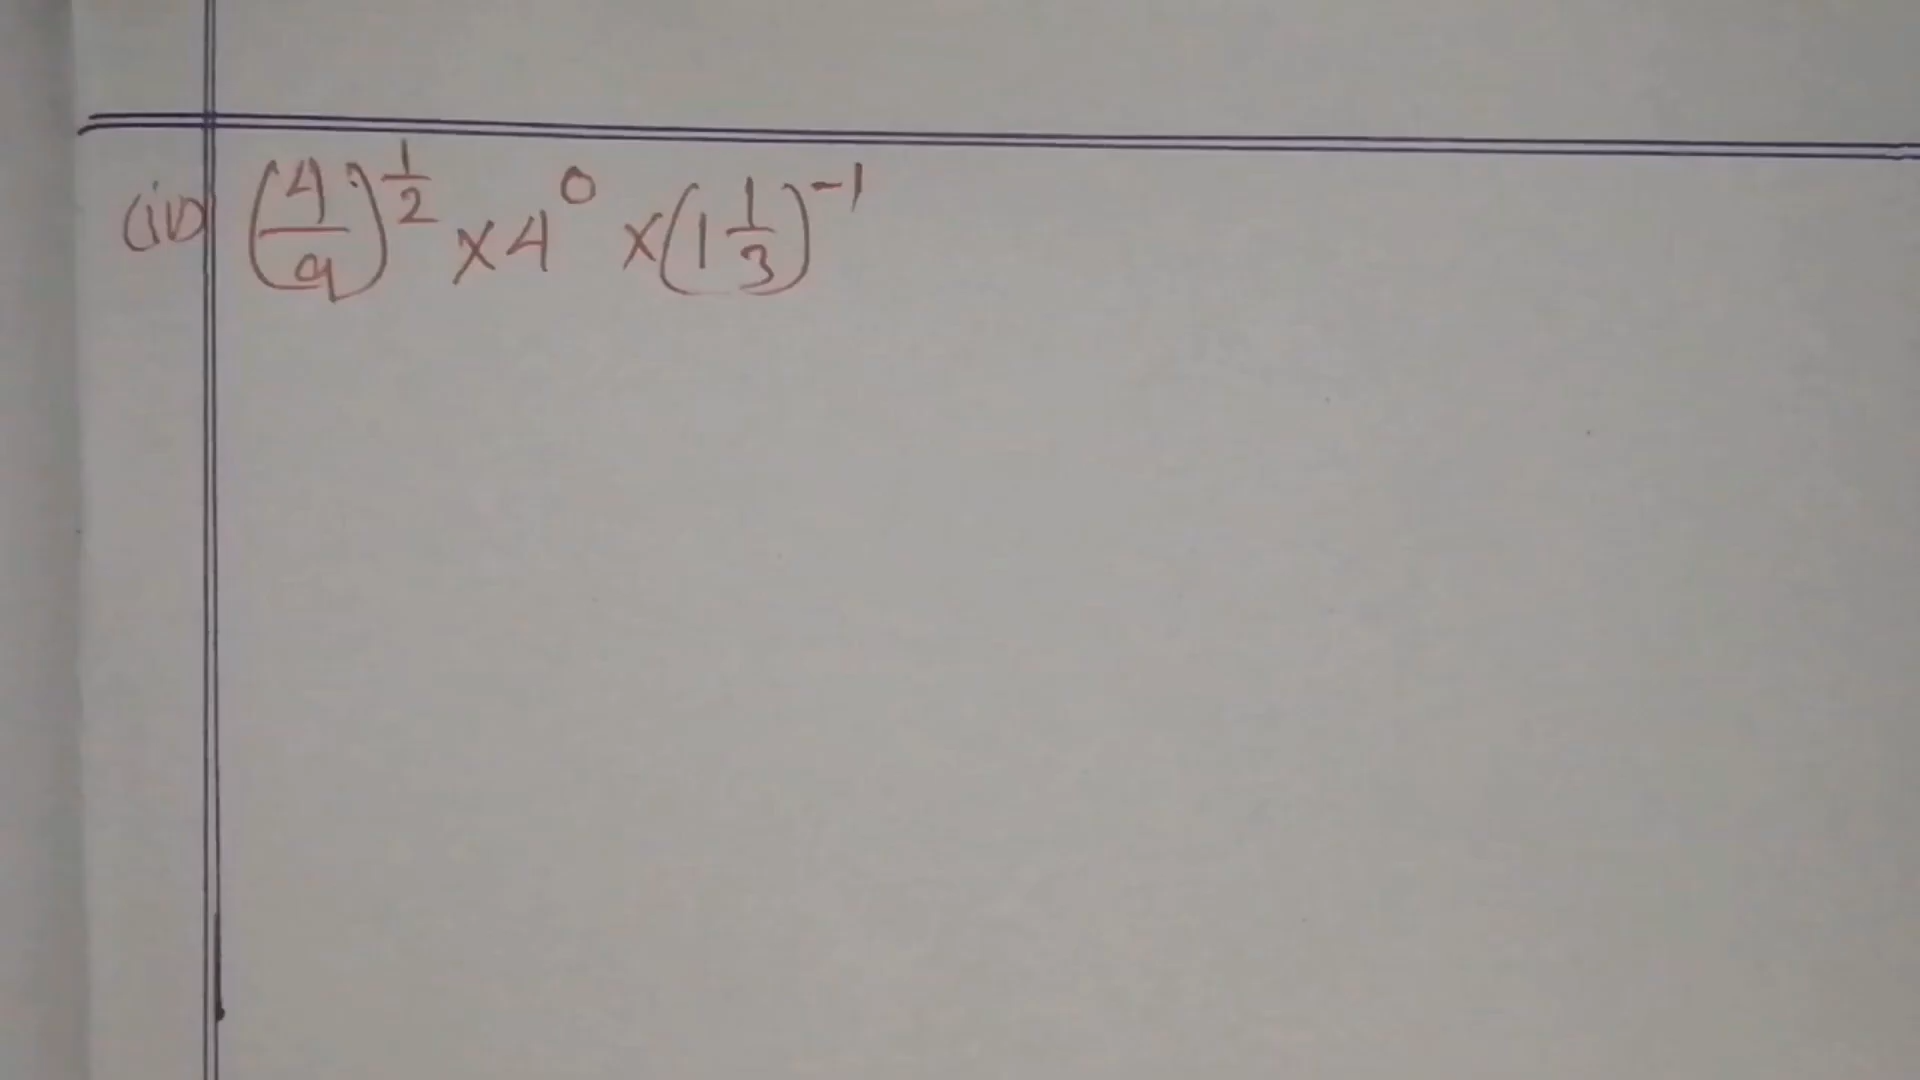 (iv) (4/9)^1/2 × 4^0 × (1 1/3)^-1